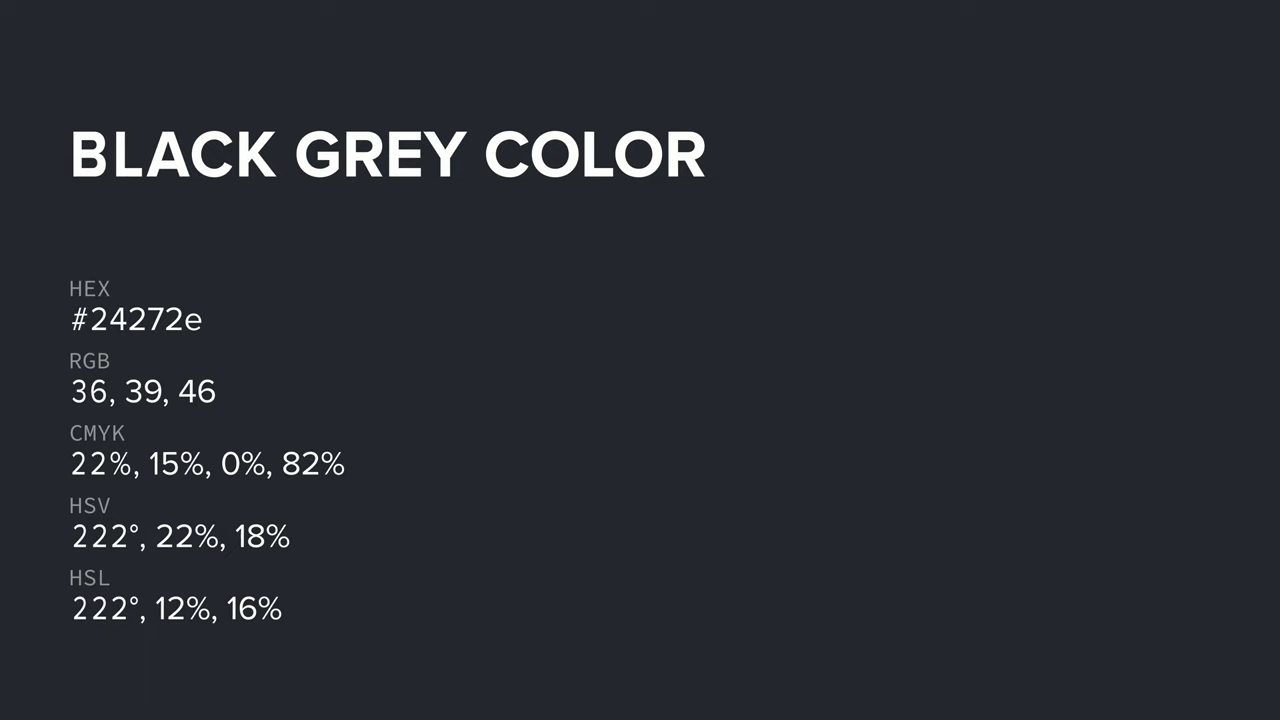 BLACK GREY COLOR
HEX
#24272e
RGB
36, 39, 46
CMYK
22%, 15%, 0%, 82%
HSV
222°, 22%, 18%
HSL
222°, 12%, 16%